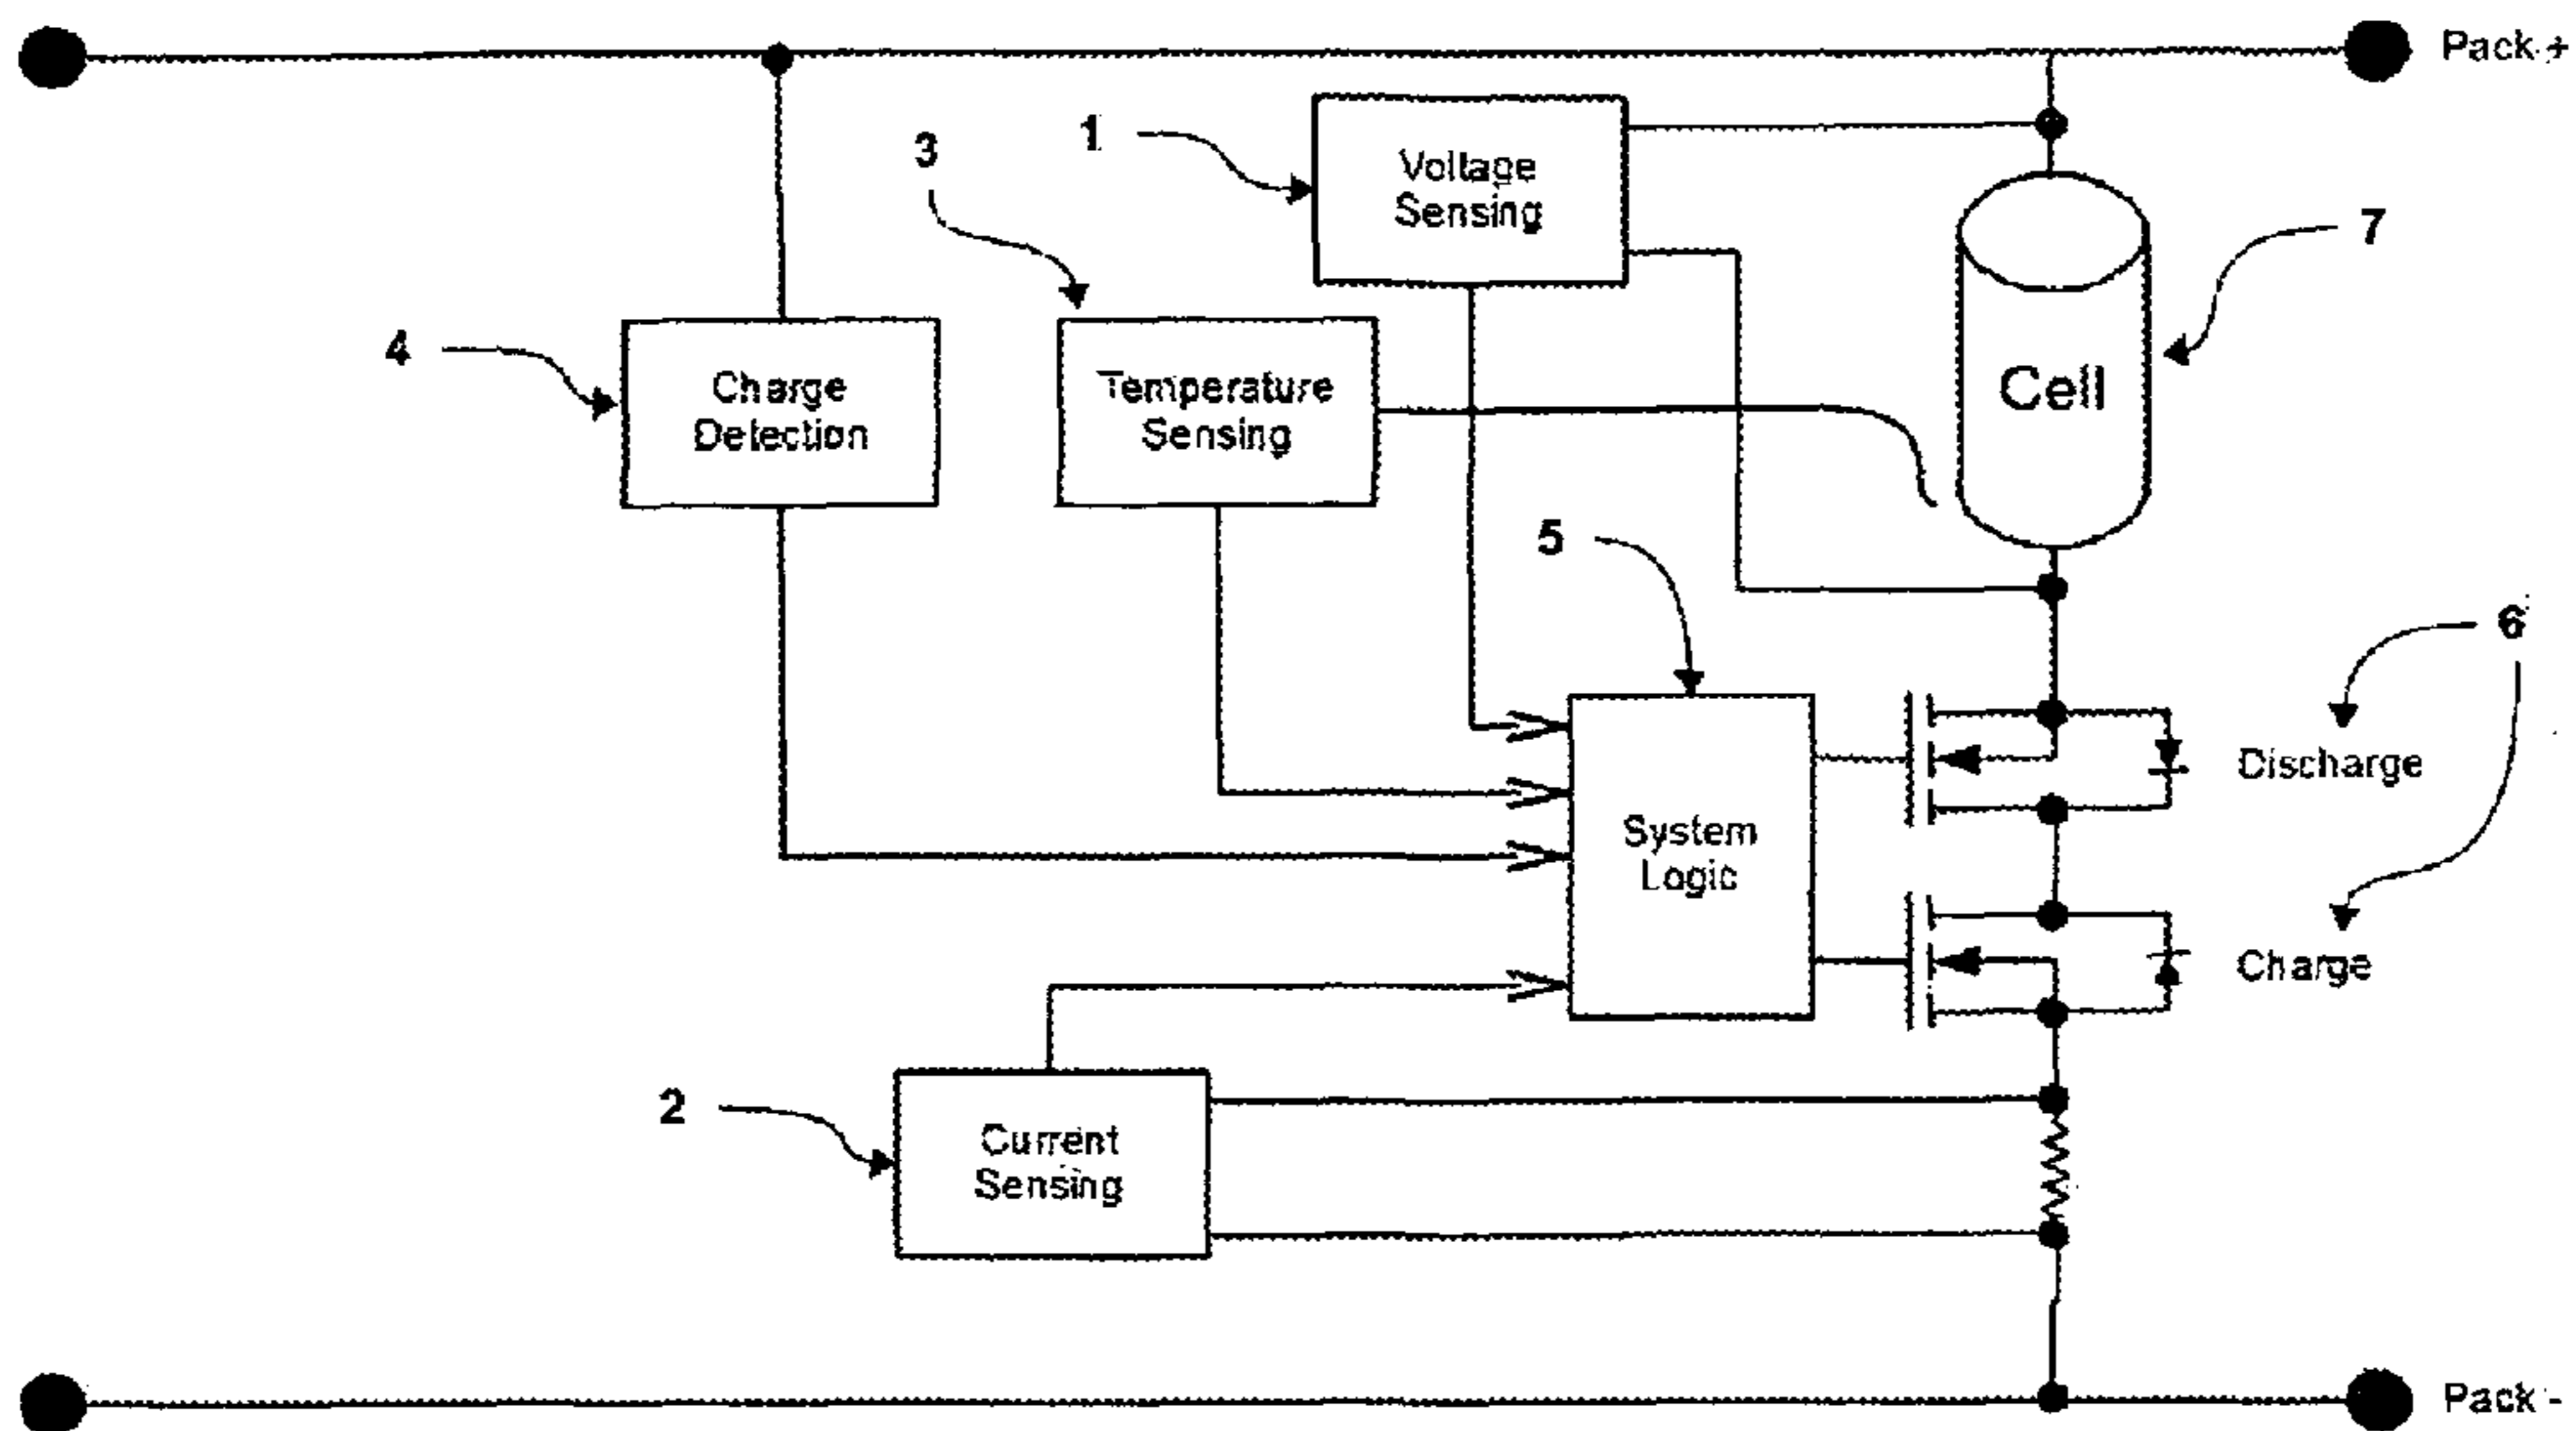 Pack +
1
Voltage
Sensing
3
7
4
Charge
Detection
Temperature
Sensing
Cell
5
6
Discharge
System
Logic
Charge
2
Current
Sensing
Pack -